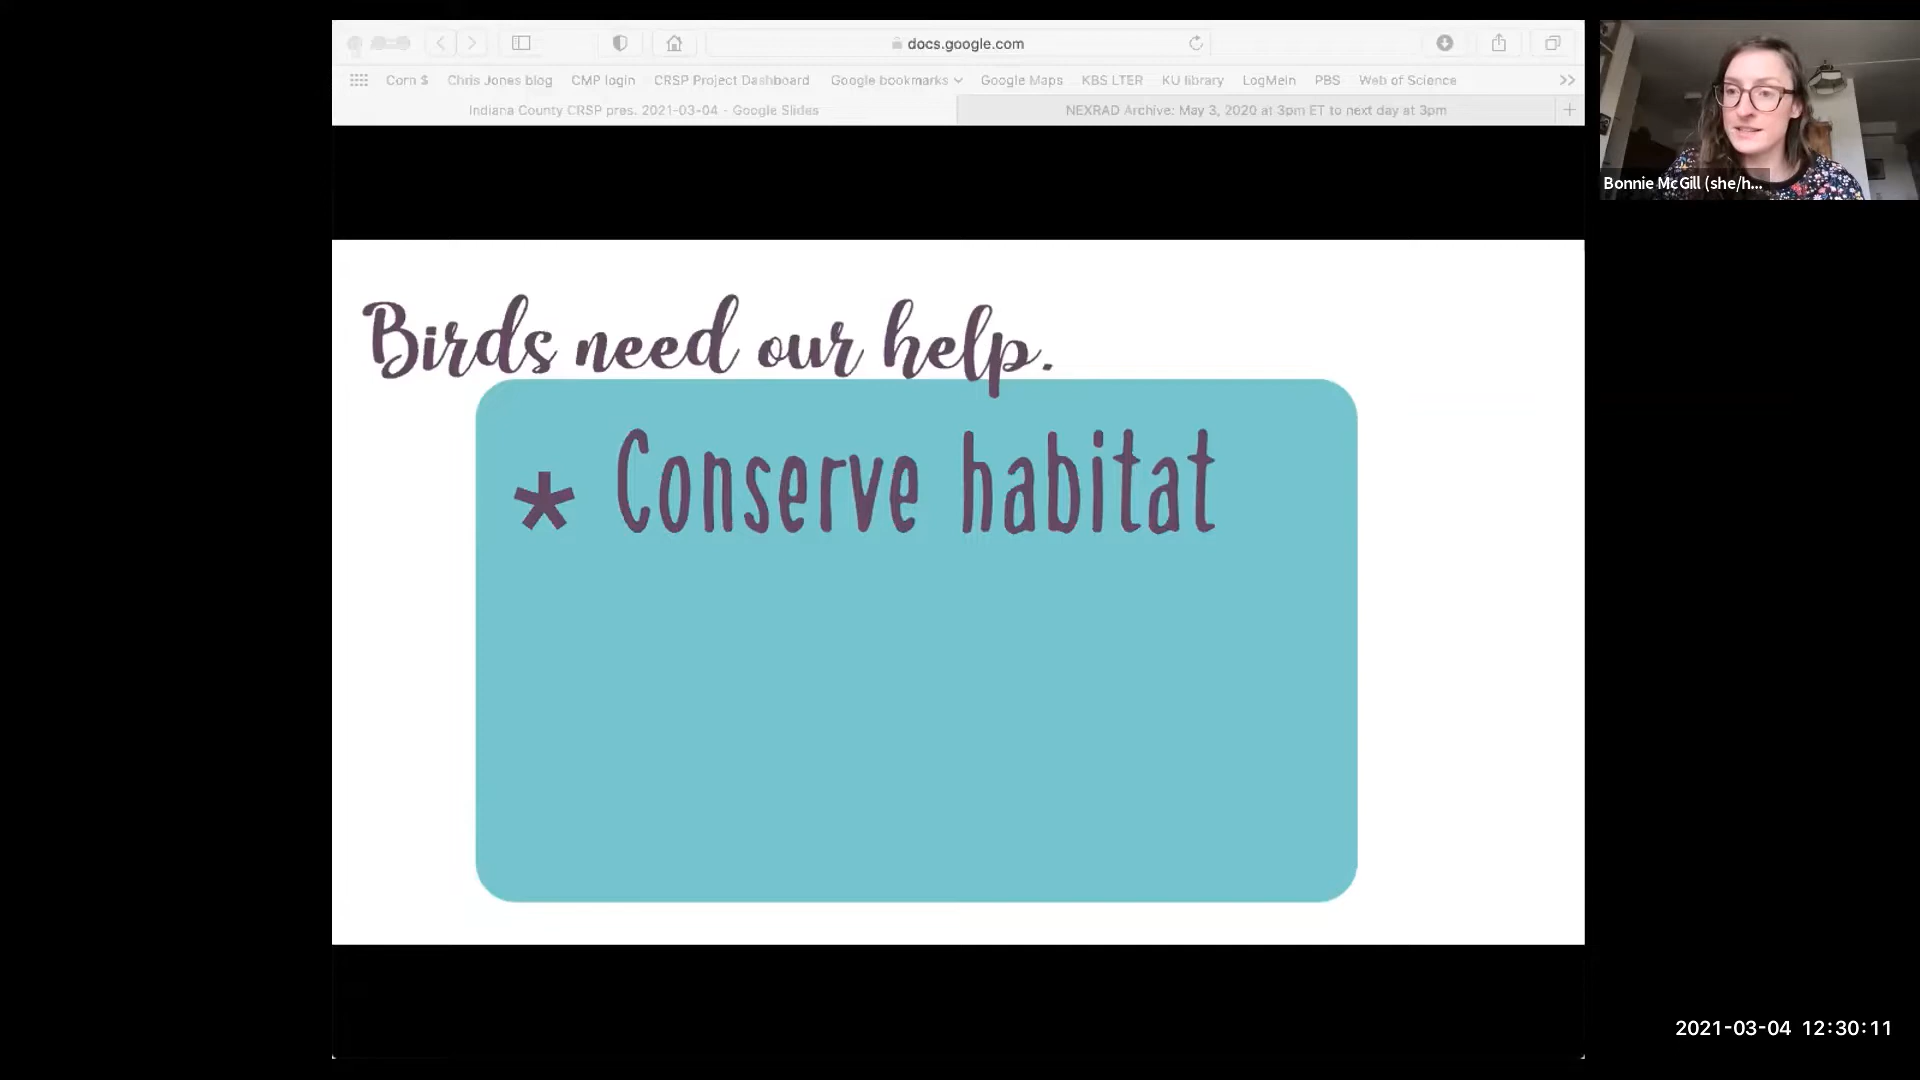 docs.google.com
Corn $ Chris Jones blog CMP login CRSP Project Dashboard Google bookmarks Google Maps KBS LTER KU library LogMein PBS Web of Science
Indiana County CRSP pres. 2021-03-04 - Google Slides NEXRAD Archive: May 3, 2020 at 3pm ET to next day at 3pm
Bonnie McGill (she/h...
Birds need our help.
* Conserve habitat
2021-03-04 12:30:11